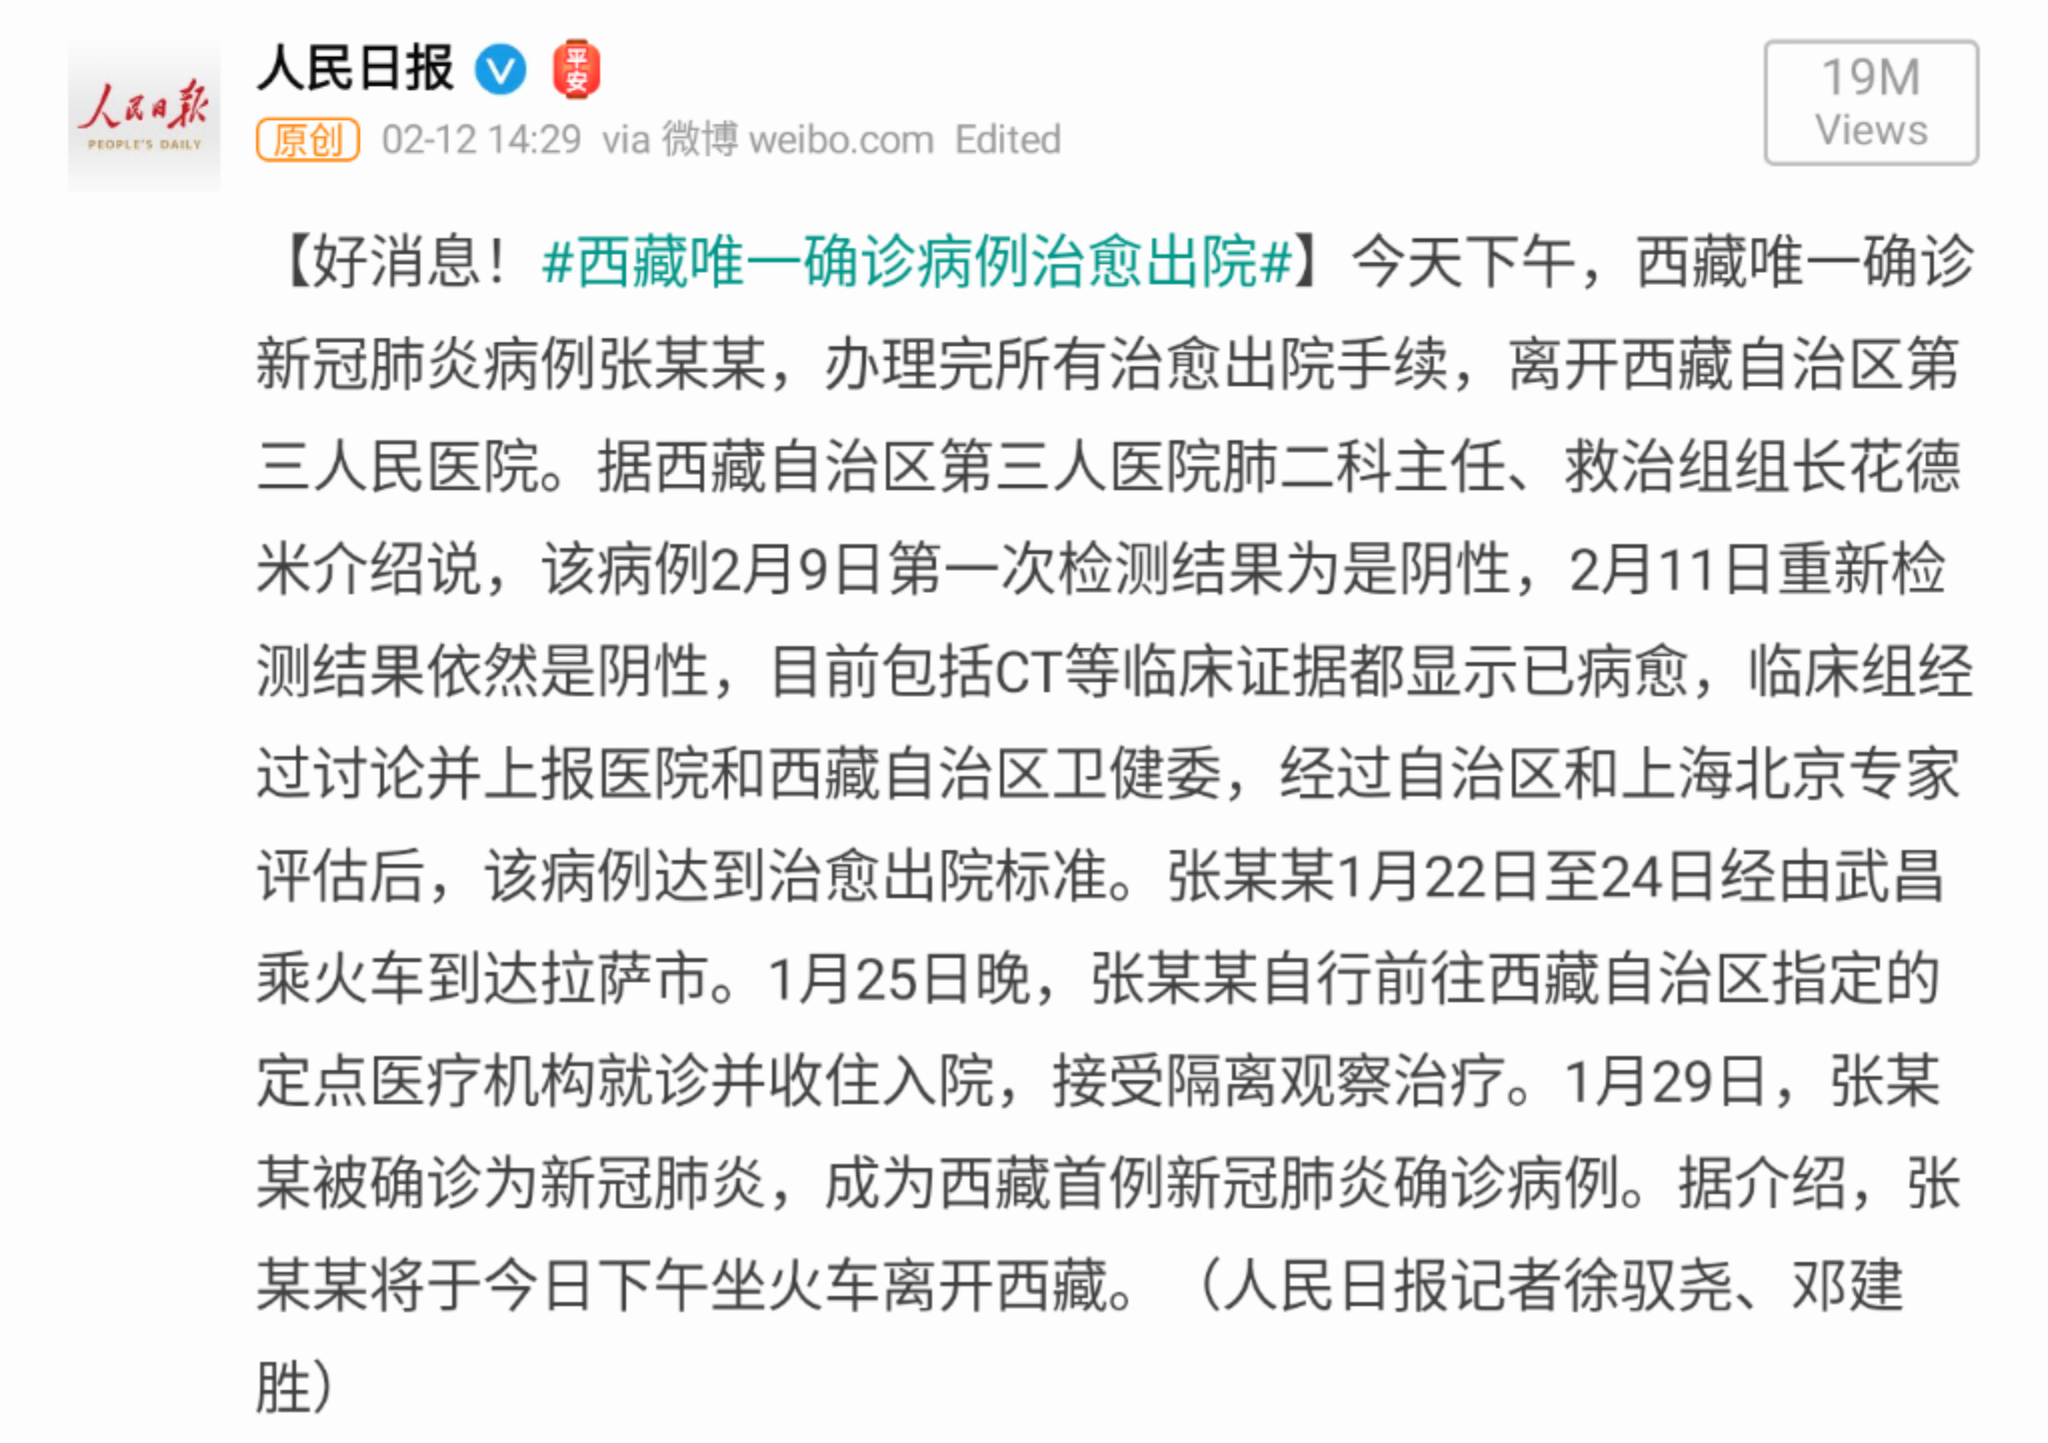 人民日报
平安
人民日报
PEOPLE'S DAILY
原创 02-12 14:29 via 微博 weibo.com Edited
19M
Views
【好消息！#西藏唯一确诊病例治愈出院#】今天下午，西藏唯一确诊
新冠肺炎病例张某某，办理完所有治愈出院手续，离开西藏自治区第
三人民医院。据西藏自治区第三人医院肺二科主任、救治组组长花德
米介绍说，该病例2月9日第一次检测结果为是阴性，2月11日重新检
测结果依然是阴性，目前包括CT等临床证据都显示已病愈，临床组经
过讨论并上报医院和西藏自治区卫健委，经过自治区和上海北京专家
评估后，该病例达到治愈出院标准。张某某1月22日至24日经由武昌
乘火车到达拉萨市。1月25日晚，张某某自行前往西藏自治区指定的
定点医疗机构就诊并收住入院，接受隔离观察治疗。1月29日，张某
某被确诊为新冠肺炎，成为西藏首例新冠肺炎确诊病例。据介绍，张
某某将于今日下午坐火车离开西藏。（人民日报记者徐驭尧、邓建
胜）